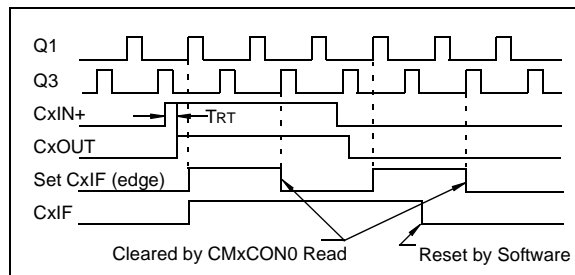 Q1
Q3
CxIN+
TRT
CxOUT
Set CxIF (edge)
CxIF
Cleared by CMxCON0 Read
Reset by Software